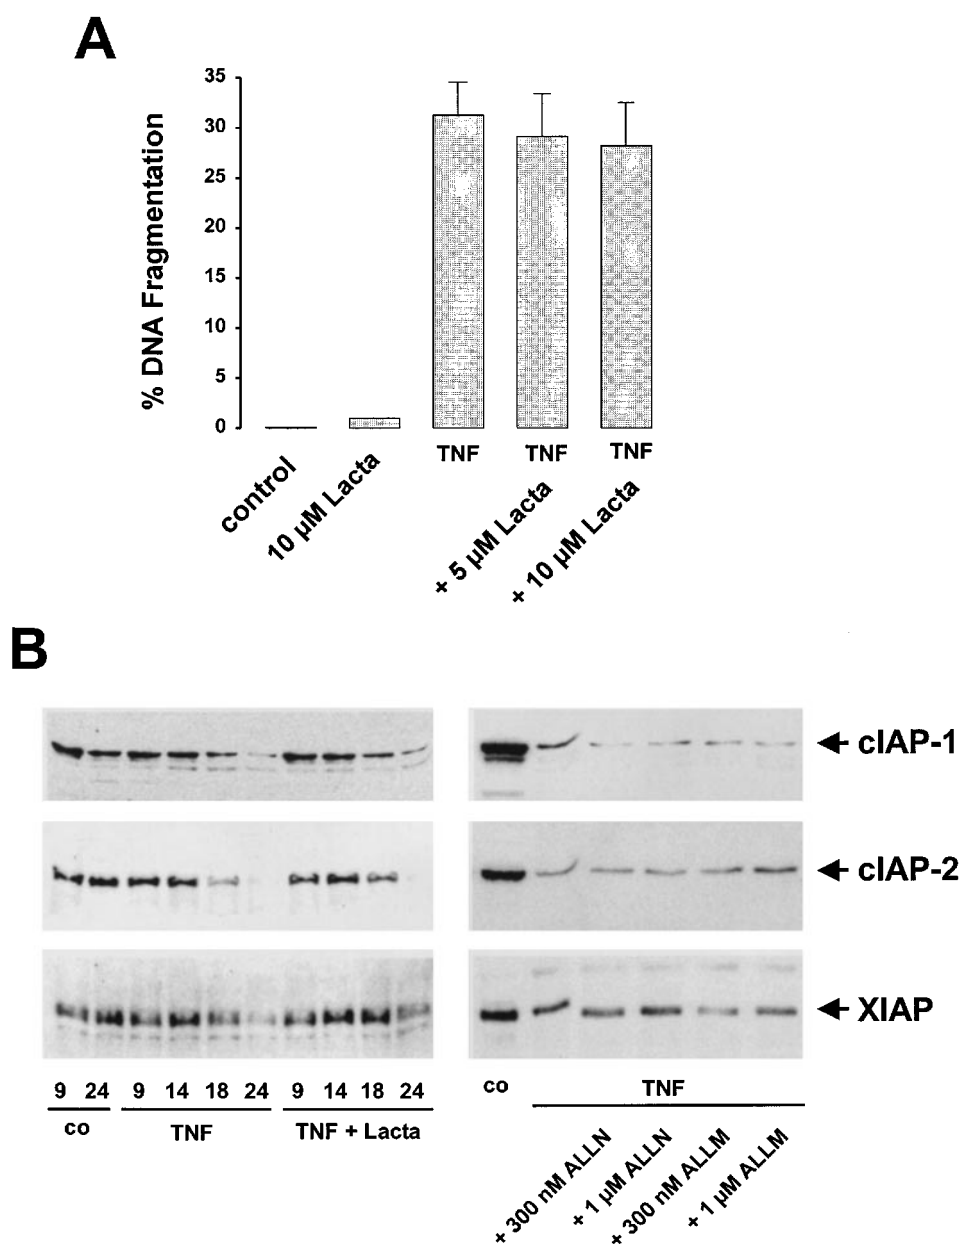 A
% DNA Fragmentation
35
30
25
20
15
10
5
0
control
10 µM Lacta
TNF
TNF
+ 5 µM Lacta
TNF
+ 10 µM Lacta
B
cIAP-1
cIAP-2
XIAP
9 24 9 14 18 24 9 14 18 24
co TNF TNF + Lacta
co TNF
+ 300 nM ALLN
+ 1 µM ALLN
+ 300 nM ALLM
+ 1 µM ALLM